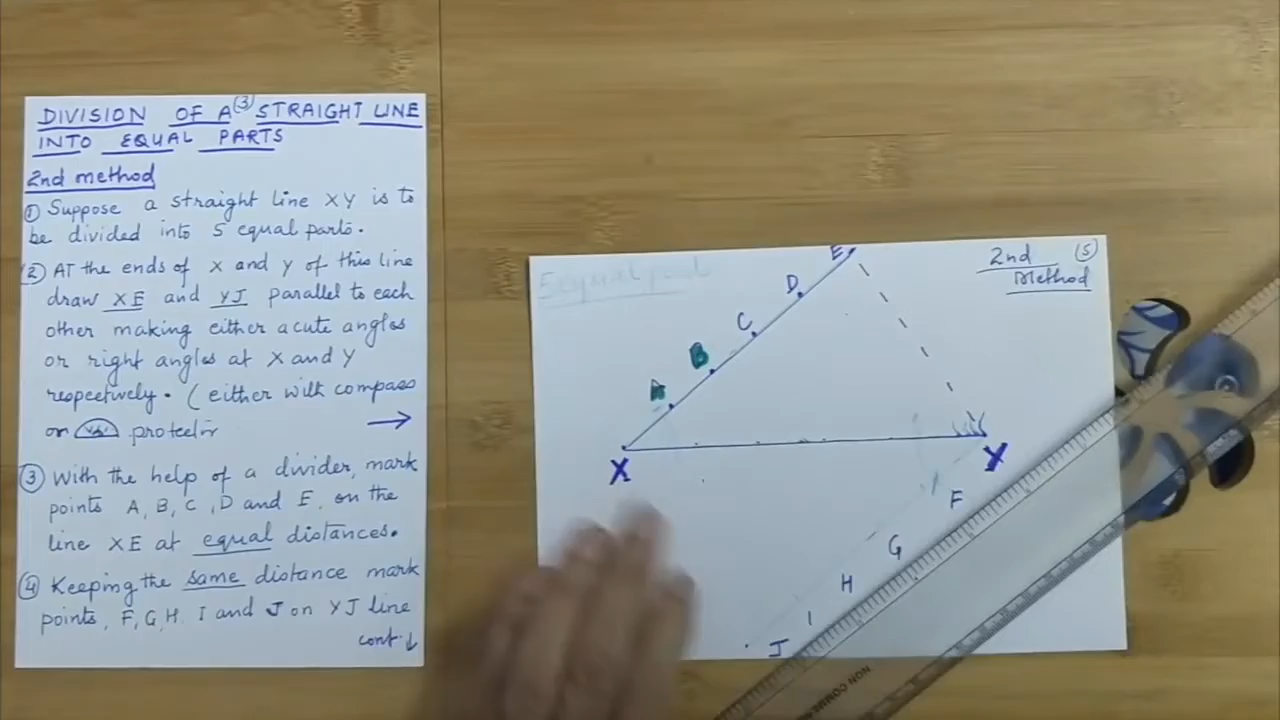 DIVISION OF A (3) STRAIGHT LINE
INTO EQUAL PARTS
2nd method
① Suppose a straight line XY is to
be divided into 5 equal parts.
(2) AT the ends of X and Y of this line
draw XE and YJ parallel to each
other making either acute angles
or right angles at X and Y
respectively. (either with compass
or protector
③ With the help of a divider, mark
points A, B, C, D and E, on the
line XE at equal distances.
④ Keeping the same distance mark
points, F, G, H, I and J on YJ line
cont.
5 equal part
2nd (5)
Method
E
D
C
B
A
X
Y
F
G
H
I
J